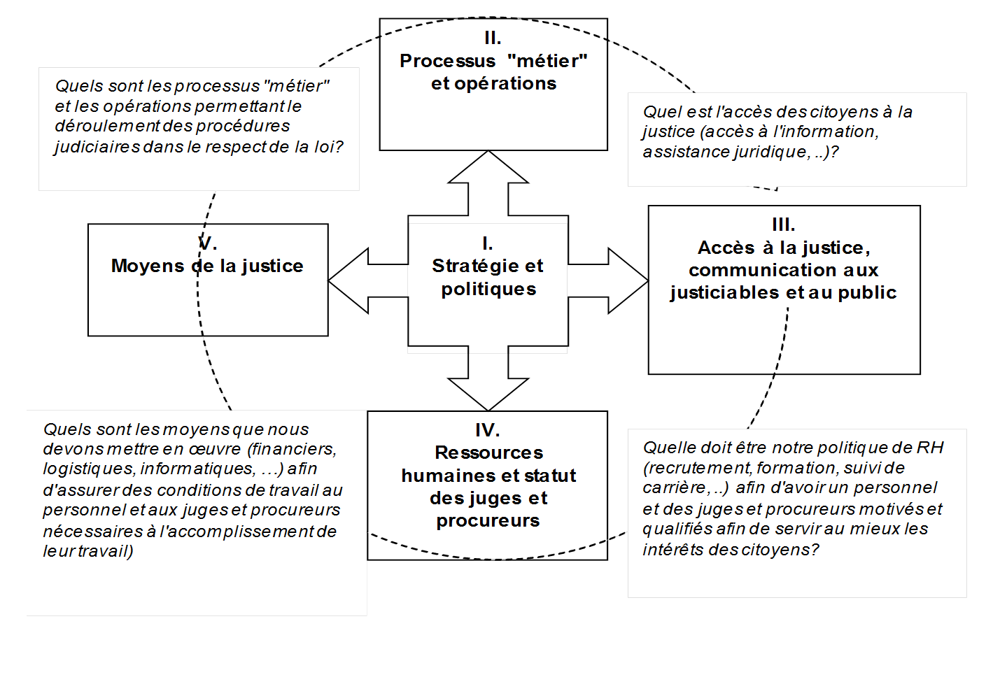 II.
Processus "métier"
et opérations
Quels sont les processus "métier"
et les opérations permettant le
déroulement des procédures
judiciaires dans le respect de la loi?
Quel est l'accès des citoyens à la
justice (accès à l'information,
assistance juridique, ..)?
V.
Moyens de la justice
I.
Stratégie et
politiques
III.
Accès à la justice,
communication aux
justiciables et au public
Quels sont les moyens que nous
devons mettre en œuvre (financiers,
logistiques, informatiques, ...) afin
d'assurer des conditions de travail au
personnel et aux juges et procureurs
nécessaires à l'accomplissement de
leur travail)
IV.
Ressources
humaines et statut
des juges et
procureurs
Quelle doit être notre politique de RH
(recrutement, formation, suivi de
carrière, ..) afin d'avoir un personnel
et des juges et procureurs motivés et
qualifiés afin de servir au mieux les
intérêts des citoyens?